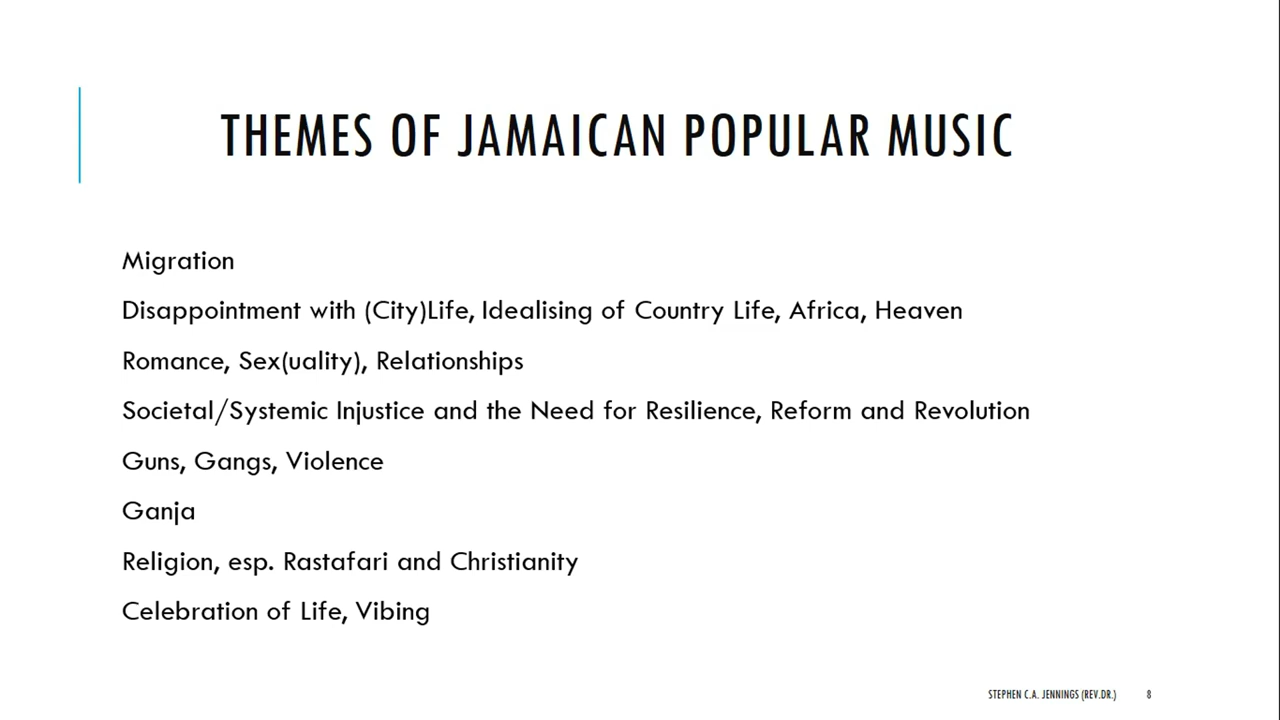 THEMES OF JAMAICAN POPULAR MUSIC
Migration
Disappointment with (City)Life, Idealising of Country Life, Africa, Heaven
Romance, Sex(uality), Relationships
Societal/Systemic Injustice and the Need for Resilience, Reform and Revolution
Guns, Gangs, Violence
Ganja
Religion, esp. Rastafari and Christianity
Celebration of Life, Vibing
STEPHEN C.A. JENNINGS (REV.DR.) 8